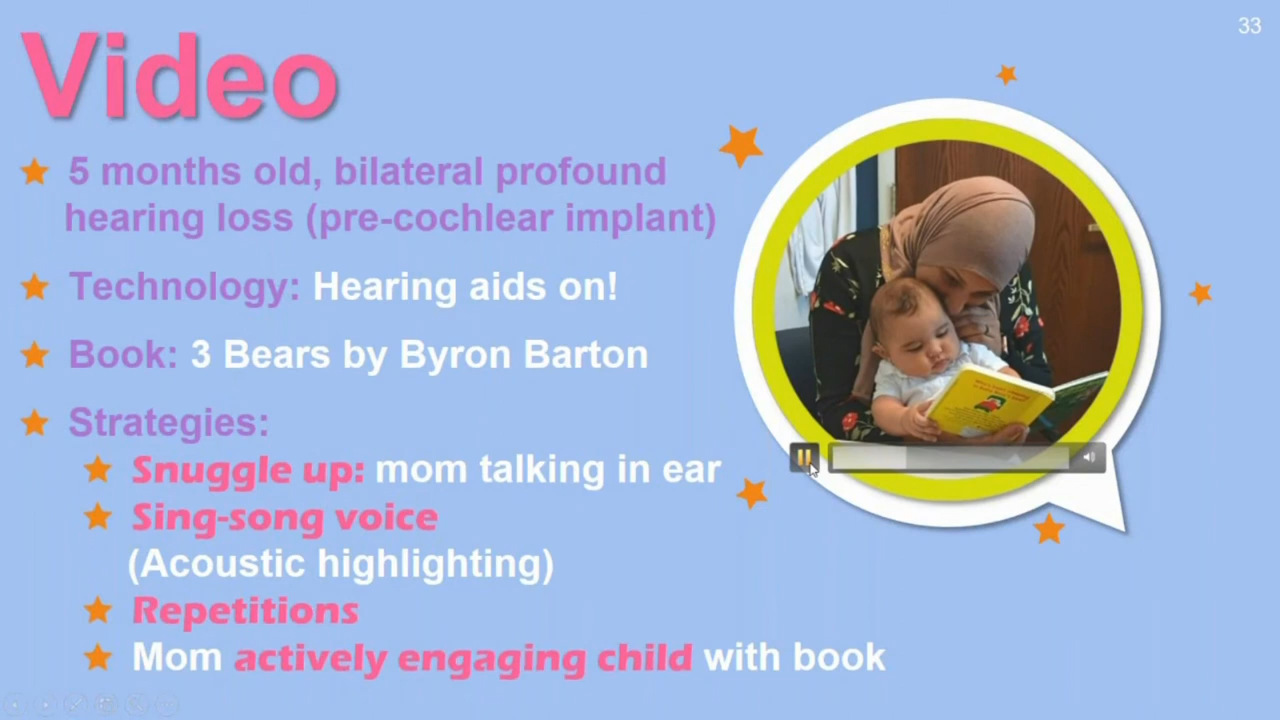 33
Video
5 months old, bilateral profound
hearing loss (pre-cochlear implant)
Technology: Hearing aids on!
Book: 3 Bears by Byron Barton
Strategies:
Snuggle up: mom talking in ear
Sing-song voice
(Acoustic highlighting)
Repetitions
Mom actively engaging child with book